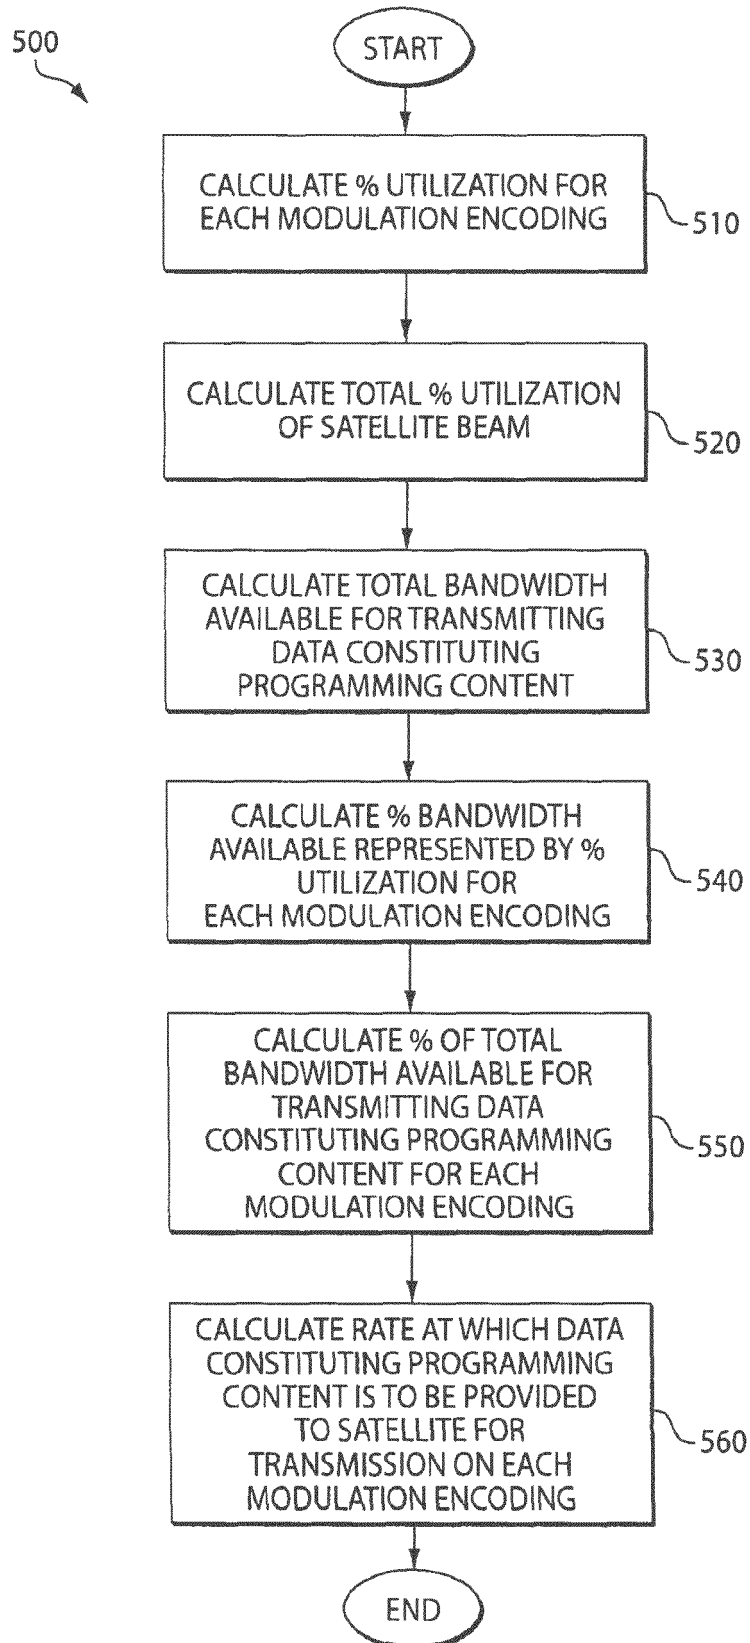 500
START
CALCULATE % UTILIZATION FOR
EACH MODULATION ENCODING
510
CALCULATE TOTAL % UTILIZATION
OF SATELLITE BEAM
520
CALCULATE TOTAL BANDWIDTH
AVAILABLE FOR TRANSMITTING
DATA CONSTITUTING
PROGRAMMING CONTENT
530
CALCULATE % BANDWIDTH
AVAILABLE REPRESENTED BY %
UTILIZATION FOR
EACH MODULATION ENCODING
540
CALCULATE % OF TOTAL
BANDWIDTH AVAILABLE FOR
TRANSMITTING DATA
CONSTITUTING PROGRAMMING
CONTENT FOR EACH
MODULATION ENCODING
550
CALCULATE RATE AT WHICH DATA
CONSTITUTING PROGRAMMING
CONTENT IS TO BE PROVIDED
TO SATELLITE FOR
TRANSMISSION ON EACH
MODULATION ENCODING
560
END